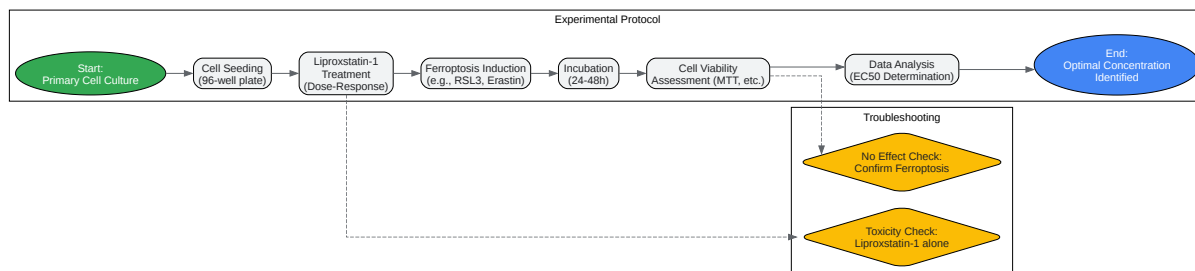 Experimental Protocol
Start:
Primary Cell Culture
Cell Seeding
(96-well plate)
Liproxstatin-1
Treatment
(Dose-Response)
Ferroptosis Induction
(e.g., RSL3, Erastin)
Incubation
(24-48h)
Cell Viability
Assessment (MTT, etc.)
Data Analysis
(EC50 Determination)
End:
Optimal Concentration
Identified
Troubleshooting
No Effect Check:
Confirm Ferroptosis
Toxicity Check:
Liproxstatin-1 alone